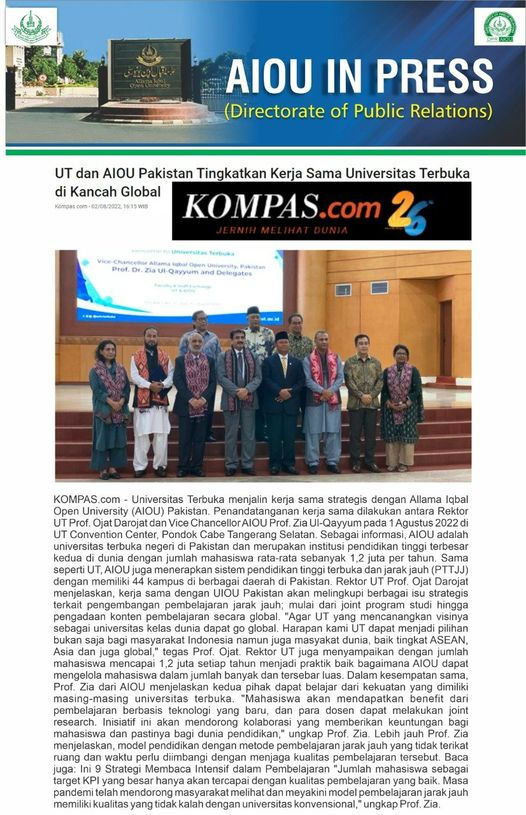 AIOU IN PRESS
(Directorate of Public Relations)
Allama Iqbal
Open University
UT dan AIOU Pakistan Tingkatkan Kerja Sama Universitas Terbuka
di Kancah Global
Kompas.com - 02/08/2022, 16:15 WIB
KOMPAS.com 26
JERNIH MELIHAT DUNIA
Universitas Terbuka
Vice-Chancellor Allama Iqbal Open University, Pakistan
Prof. Dr. Zia Ul-Qayyum and Delegates
KOMPAS.com - Universitas Terbuka menjalin kerja sama strategis dengan Allama Iqbal
Open University (AIOU) Pakistan. Penandatanganan kerja sama dilakukan antara Rektor
UT Prof. Ojat Darojat dan Vice Chancellor AIOU Prof. Zia Ul-Qayyum pada 1 Agustus 2022 di
UT Convention Center, Pondok Cabe Tangerang Selatan. Sebagai informasi, AIOU adalah
universitas terbuka negeri di Pakistan dan merupakan institusi pendidikan tinggi terbesar
kedua di dunia dengan jumlah mahasiswa rata-rata sebanyak 1,2 juta per tahun. Sama
seperti UT, AIOU juga menerapkan sistem pendidikan tinggi terbuka dan jarak jauh (PTTJJ)
dengan memiliki 44 kampus di berbagai daerah di Pakistan. Rektor UT Prof. Ojat Darojat
menjelaskan, kerja sama dengan UIOU Pakistan akan melingkupi berbagai isu strategis
terkait pengembangan pembelajaran jarak jauh; mulai dari joint program studi hingga
pengadaan konten pembelajaran secara global. "Agar UT yang mencanangkan visinya
sebagai universitas kelas dunia dapat go global. Harapan kami UT dapat menjadi pilihan
bukan saja bagi masyarakat Indonesia namun juga masyakat dunia, baik tingkat ASEAN,
Asia dan juga global," tegas Prof. Ojat. Rektor UT juga menyampaikan dengan jumlah
mahasiswa mencapai 1,2 juta setiap tahun menjadi praktik baik bagaimana AIOU dapat
mengelola mahasiswa dalam jumlah banyak dan tersebar luas. Dalam kesempatan sama,
Prof. Zia dari AIOU menjelaskan kedua pihak dapat belajar dari kekuatan yang dimiliki
masing-masing universitas terbuka. "Mahasiswa akan mendapatkan benefit dari
pembelajaran berbasis teknologi yang baru, dan para dosen dapat melakukan joint
research. Inisiatif ini akan mendorong kolaborasi yang memberikan keuntungan bagi
mahasiswa dan pastinya bagi dunia pendidikan," ungkap Prof. Zia. Lebih jauh Prof. Zia
menjelaskan, model pendidikan dengan metode pembelajaran jarak jauh yang tidak terikat
ruang dan waktu perlu diimbangi dengan menjaga kualitas pembelajaran tersebut. Baca
juga: Ini 9 Strategi Membaca Intensif dalam Pembelajaran "Jumlah mahasiswa sebagai
target KPI yang besar hanya akan tercapai dengan kualitas pembelajaran yang baik. Masa
pandemi telah mendorong masyarakat melihat dan meyakini model pembelajaran jarak jauh
memiliki kualitas yang tidak kalah dengan universitas konvensional," ungkap Prof. Zia.